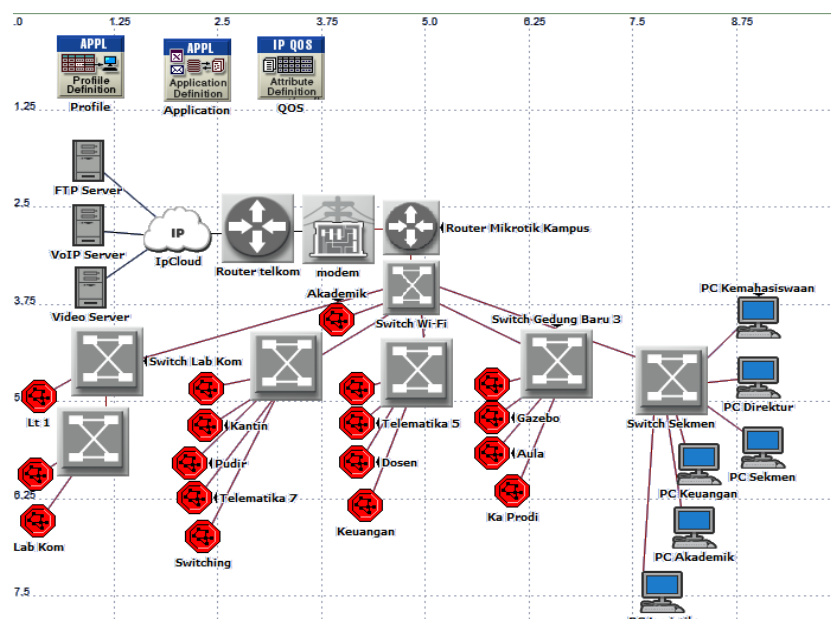 .0 1.25 2.5 3.75 5.0 6.25 7.5 8.75
APPL
Profile
Definition
Profile
APPL
Application
Definition
Application
IP QOS
Attribute
Definition
QOS
1.25
FTP Server
2.5
VoIP Server
IP
IpCloud
Router telkom
modem
Router Mikrotik Kampus
Video Server
3.75
Akademik
Switch Wi-Fi
Switch Gedung Baru 3
PC Kemahasiswaan
Switch Lab Kom
5
Lt 1
Kantin
Telematika 5
Gazebo
Switch Sekmen
PC Direktur
Pudir
Dosen
Aula
PC Sekmen
6.25
Telematika 7
Keuangan
Ka Prodi
PC Keuangan
Lab Kom
Switching
PC Akademik
7.5